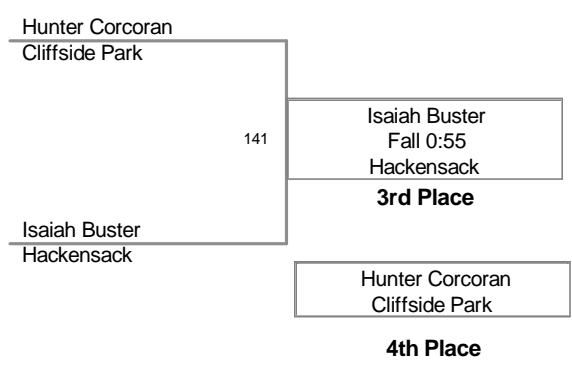 Hunter Corcoran
Cliffside Park
141
Isaiah Buster
Fall 0:55
Hackensack
3rd Place
Isaiah Buster
Hackensack
Hunter Corcoran
Cliffside Park
4th Place